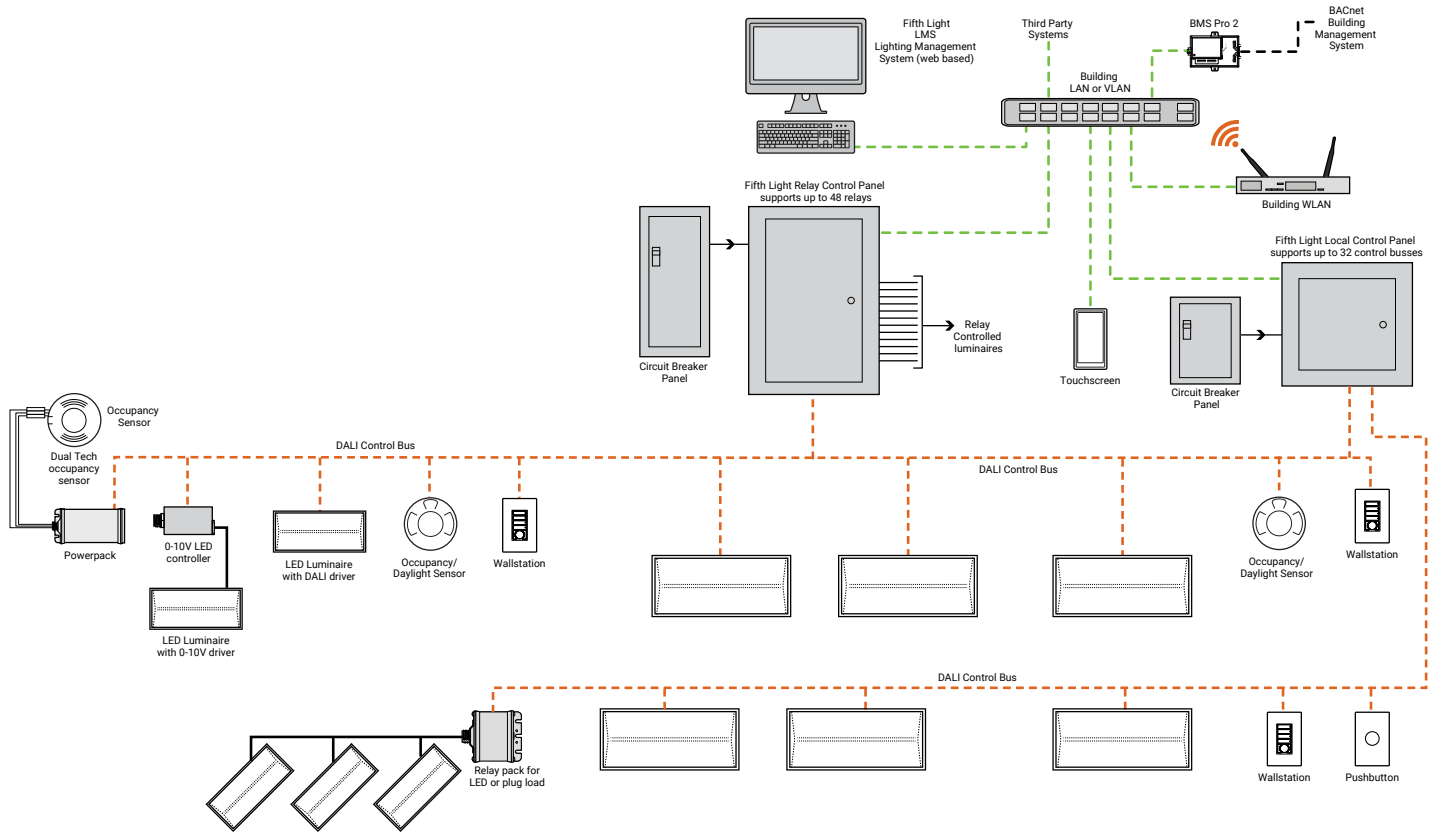 Fifth Light
LMS
Lighting Management
System (web based)
Third Party
Systems
BMS Pro 2
BACnet
Building
Management
System
Building
LAN or VLAN
Building WLAN
Fifth Light Relay Control Panel
supports up to 48 relays
Circuit Breaker
Panel
Relay
Controlled
luminaires
Touchscreen
Fifth Light Local Control Panel
supports up to 32 control busses
Circuit Breaker
Panel
Occupancy
Sensor
Dual Tech
occupancy
sensor
DALI Control Bus
DALI Control Bus
Powerpack
0-10V LED
controller
LED Luminaire
with 0-10V driver
LED Luminaire
with DALI driver
Occupancy/
Daylight Sensor
Wallstation
Occupancy/
Daylight Sensor
Wallstation
DALI Control Bus
Relay pack for
LED or plug load
Wallstation
Pushbutton